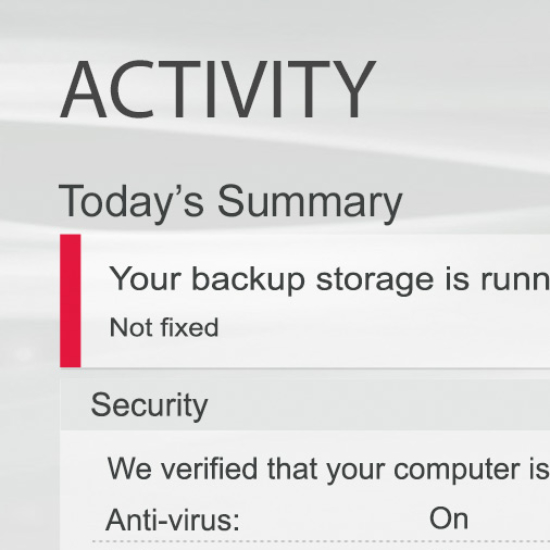 ACTIVITY
Today’s Summary
Your backup storage is runn
Not fixed
Security
We verified that your computer is
Anti-virus: On